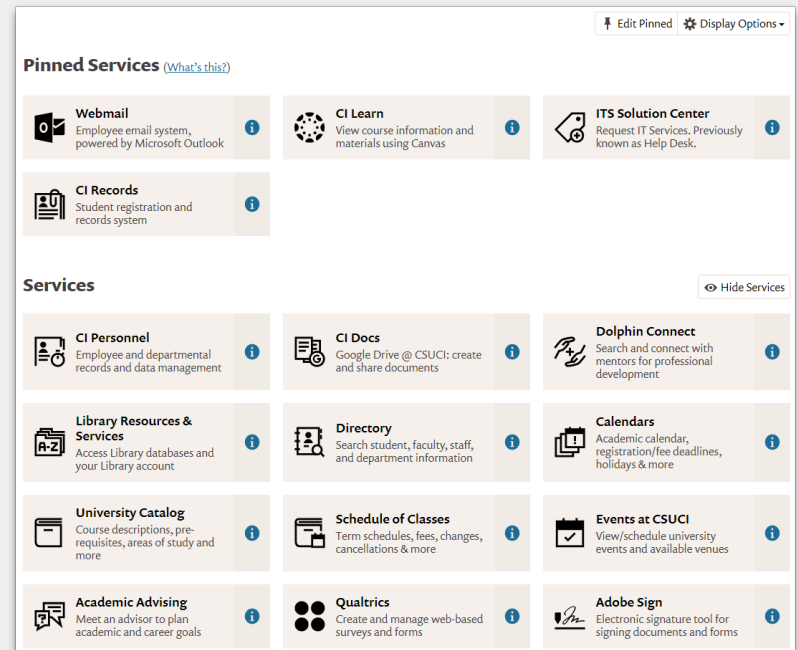 Edit Pinned
Display Options
Pinned Services (What's this?)
Webmail
Employee email system,
powered by Microsoft Outlook
CI Learn
View course information and
materials using Canvas
ITS Solution Center
Request IT Services. Previously
known as Help Desk.
CI Records
Student registration and
records system
Services
Hide Services
CI Personnel
Employee and departmental
records and data management
CI Docs
Google Drive @ CSUCI: create
and share documents
Dolphin Connect
Search and connect with
mentors for professional
development
A-Z
Library Resources &
Services
Access Library databases and
your Library account
Directory
Search student, faculty, staff,
and department information
Calendars
Academic calendar,
registration/fee deadlines,
holidays & more
University Catalog
Course descriptions, pre-
requisites, areas of study and
more
Schedule of Classes
Term schedules, fees, changes,
cancellations & more
Events at CSUCI
View/schedule university
events and available venues
Academic Advising
Meet an advisor to plan
academic and career goals
Qualtrics
Create and manage web-based
surveys and forms
Adobe Sign
Electronic signature tool for
signing documents and forms